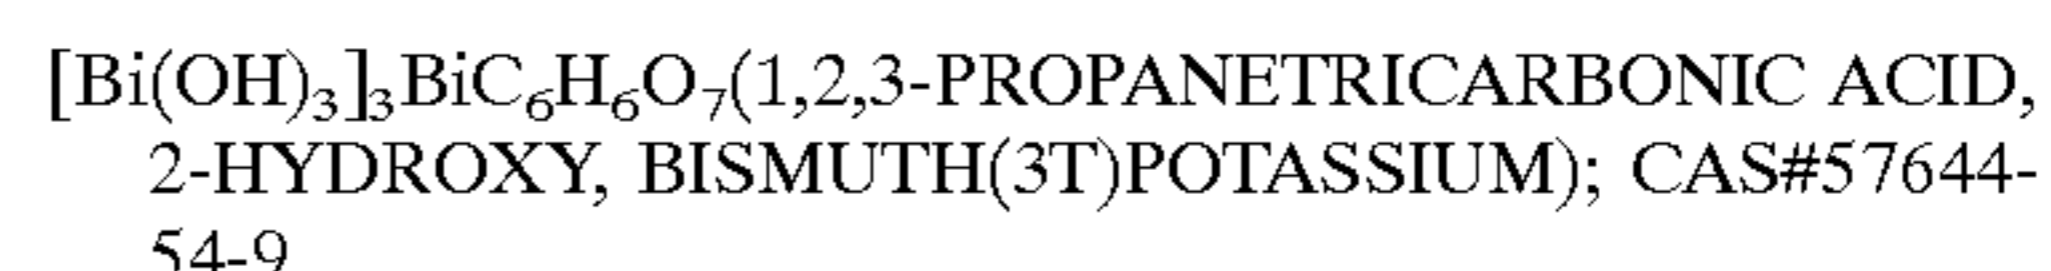 [Bi(OH)₃]₃BiC₆H₆O₇(1,2,3-PROPANETRICARBONIC ACID,
2-HYDROXY, BISMUTH(3T)POTASSIUM); CAS#57644-
54-9